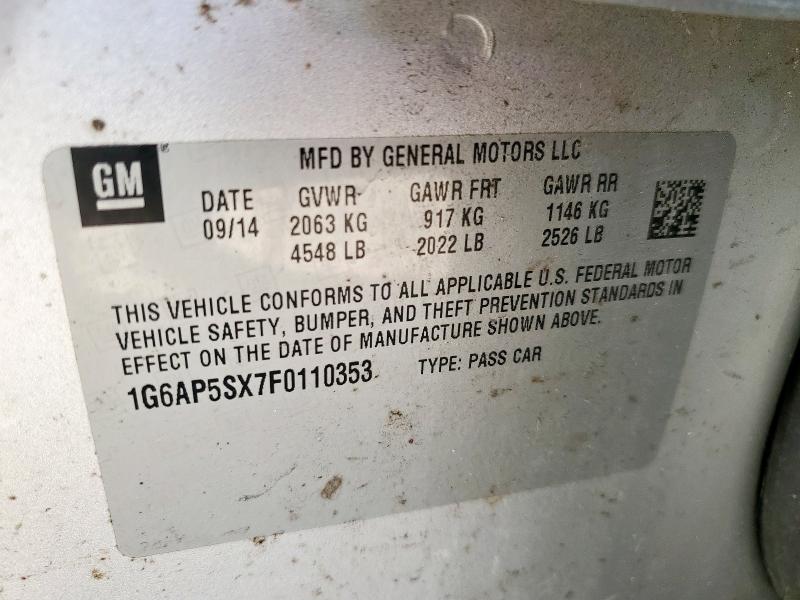 GM
MFD BY GENERAL MOTORS LLC
DATE GVWR GAWR FRT GAWR RR
09/14 2063 KG 917 KG 1146 KG
4548 LB 2022 LB 2526 LB
THIS VEHICLE CONFORMS TO ALL APPLICABLE U.S. FEDERAL MOTOR
VEHICLE SAFETY, BUMPER, AND THEFT PREVENTION STANDARDS IN
EFFECT ON THE DATE OF MANUFACTURE SHOWN ABOVE.
1G6AP5SX7F0110353 TYPE: PASS CAR